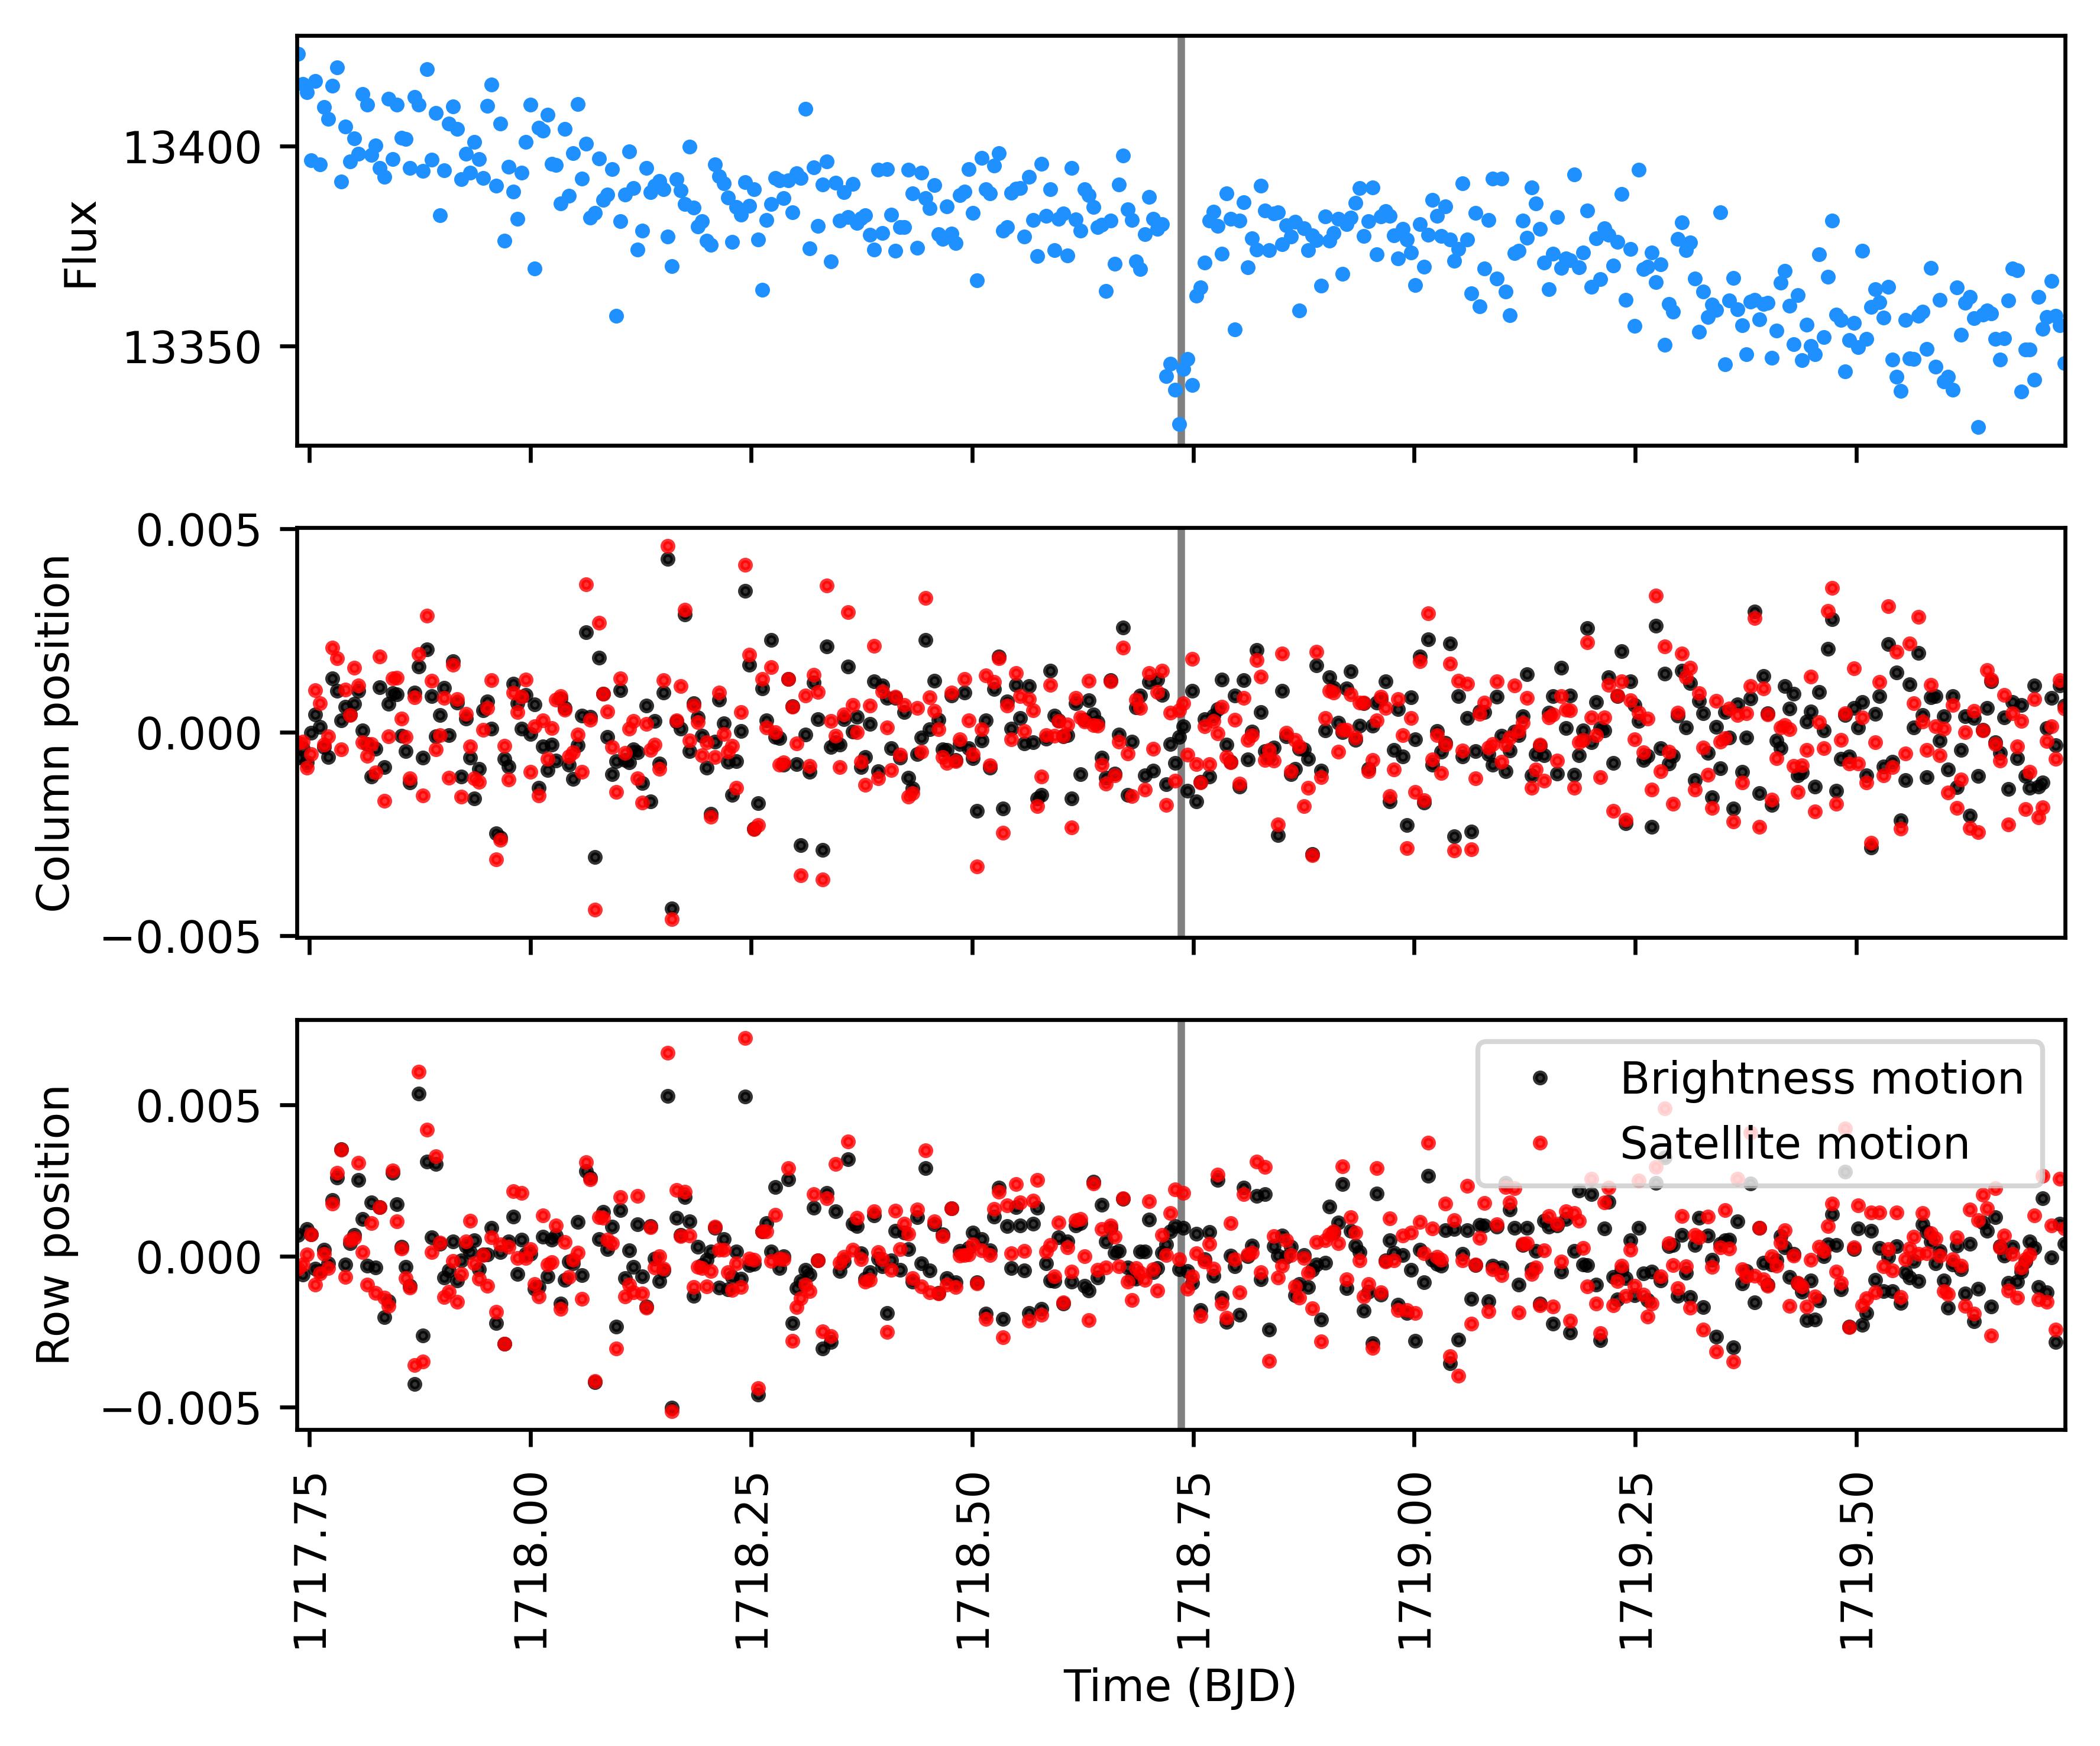 Flux
13400
13350
Column position
0.005
0.000
−0.005
Row position
0.005
0.000
−0.005
Brightness motion
Satellite motion
1717.75
1718.00
1718.25
1718.50
1718.75
1719.00
1719.25
1719.50
Time (BJD)